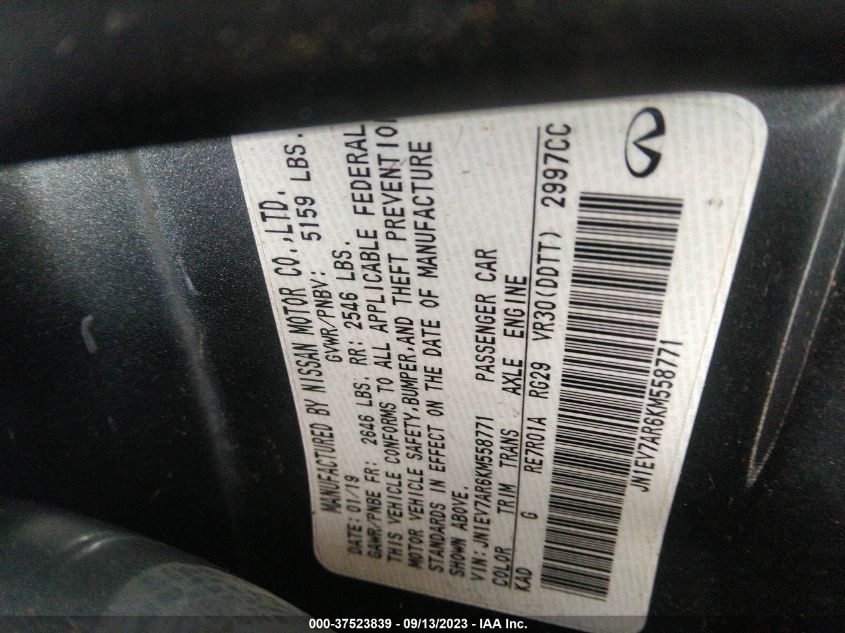 MANUFACTURED BY NISSAN MOTOR CO.,LTD.
GVWR/PNBV: 5159 LBS.
DATE: 01/19
GAWR/PNBE FR: 2646 LBS. RR: 2546 LBS.
THIS VEHICLE CONFORMS TO ALL APPLICABLE FEDERAL
MOTOR VEHICLE SAFETY,BUMPER,AND THEFT PREVENTION
STANDARDS IN EFFECT ON THE DATE OF MANUFACTURE
SHOWN ABOVE.
VIN:JN1EV7AR6KM558771 PASSENGER CAR
COLOR TRIM TRANS AXLE ENGINE
KAD G RE7R01A RG29 VR30(DDTT) 2997CC
JN1EV7AR6KM558771
000-37523839 - 09/13/2023 - IAA Inc.